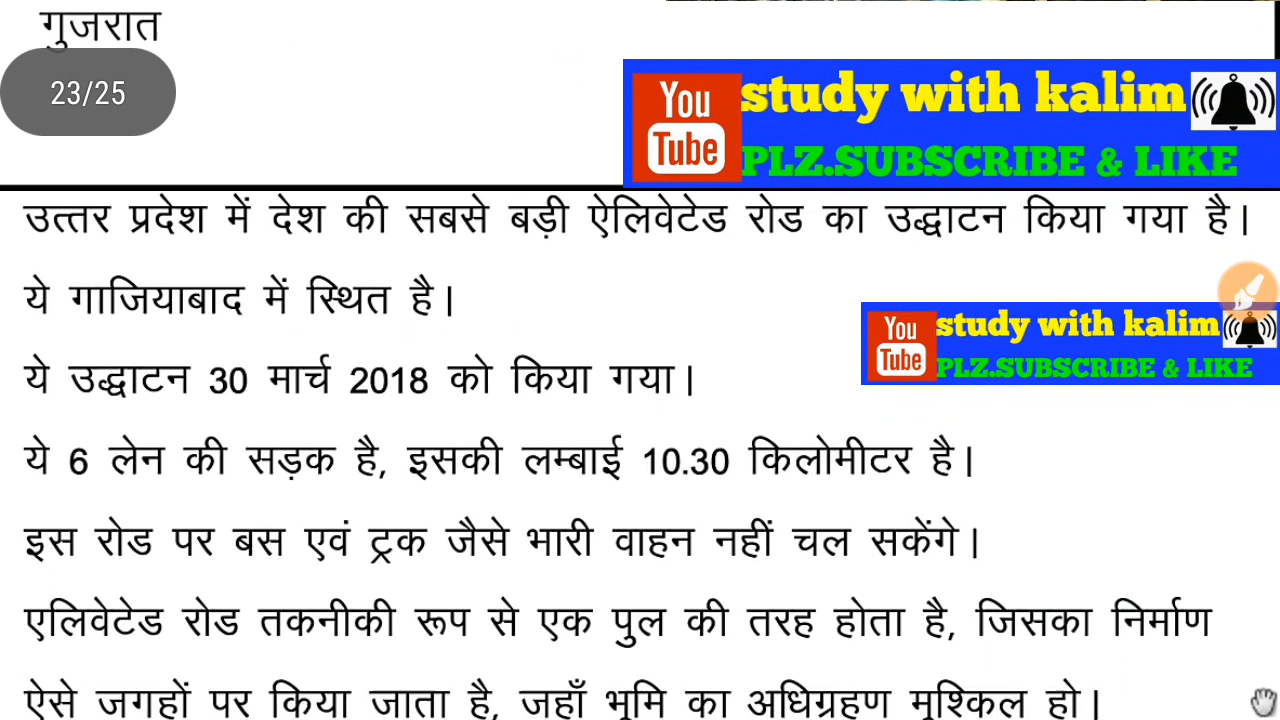 गुजरात
23/25
You
Tube
study with kalim
PLZ.SUBSCRIBE & LIKE
उत्तर प्रदेश में देश की सबसे बड़ी ऐलिवेटेड रोड का उद्घाटन किया गया है।
ये गाजियाबाद में स्थित है।
You
Tube
study with kalim
PLZ.SUBSCRIBE & LIKE
ये उद्घाटन 30 मार्च 2018 को किया गया।
ये 6 लेन की सड़क है, इसकी लम्बाई 10.30 किलोमीटर है।
इस रोड पर बस एवं ट्रक जैसे भारी वाहन नहीं चल सकेंगे।
एलिवेटेड रोड तकनीकी रूप से एक पुल की तरह होता है, जिसका निर्माण
ऐसे जगहों पर किया जाता है, जहाँ भूमि का अधिग्रहण मुश्किल हो।